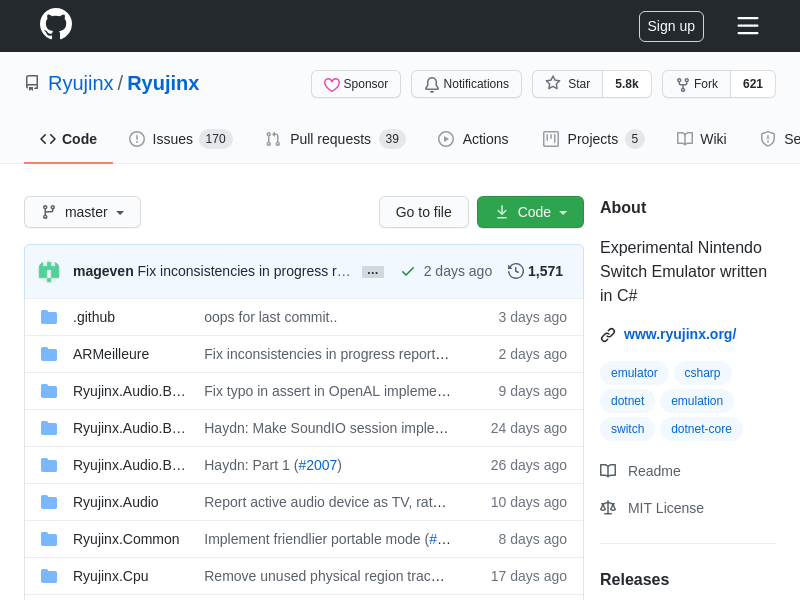 Sign up
Ryujinx / Ryujinx
Sponsor
Notifications
Star 5.8k
Fork 621
Code
Issues 170
Pull requests 39
Actions
Projects 5
Wiki
Se
master
Go to file
Code
mageven Fix inconsistencies in progress r… ... 2 days ago 1,571
.github oops for last commit.. 3 days ago
ARMeilleure Fix inconsistencies in progress report… 2 days ago
Ryujinx.Audio.B… Fix typo in assert in OpenAL impleme… 9 days ago
Ryujinx.Audio.B… Haydn: Make SoundIO session imple… 24 days ago
Ryujinx.Audio.B… Haydn: Part 1 (#2007) 26 days ago
Ryujinx.Audio Report active audio device as TV, rat… 10 days ago
Ryujinx.Common Implement friendlier portable mode (#… 8 days ago
Ryujinx.Cpu Remove unused physical region trac… 17 days ago
About
Experimental Nintendo
Switch Emulator written
in C#
www.ryujinx.org/
emulator csharp
dotnet emulation
switch dotnet-core
Readme
MIT License
Releases